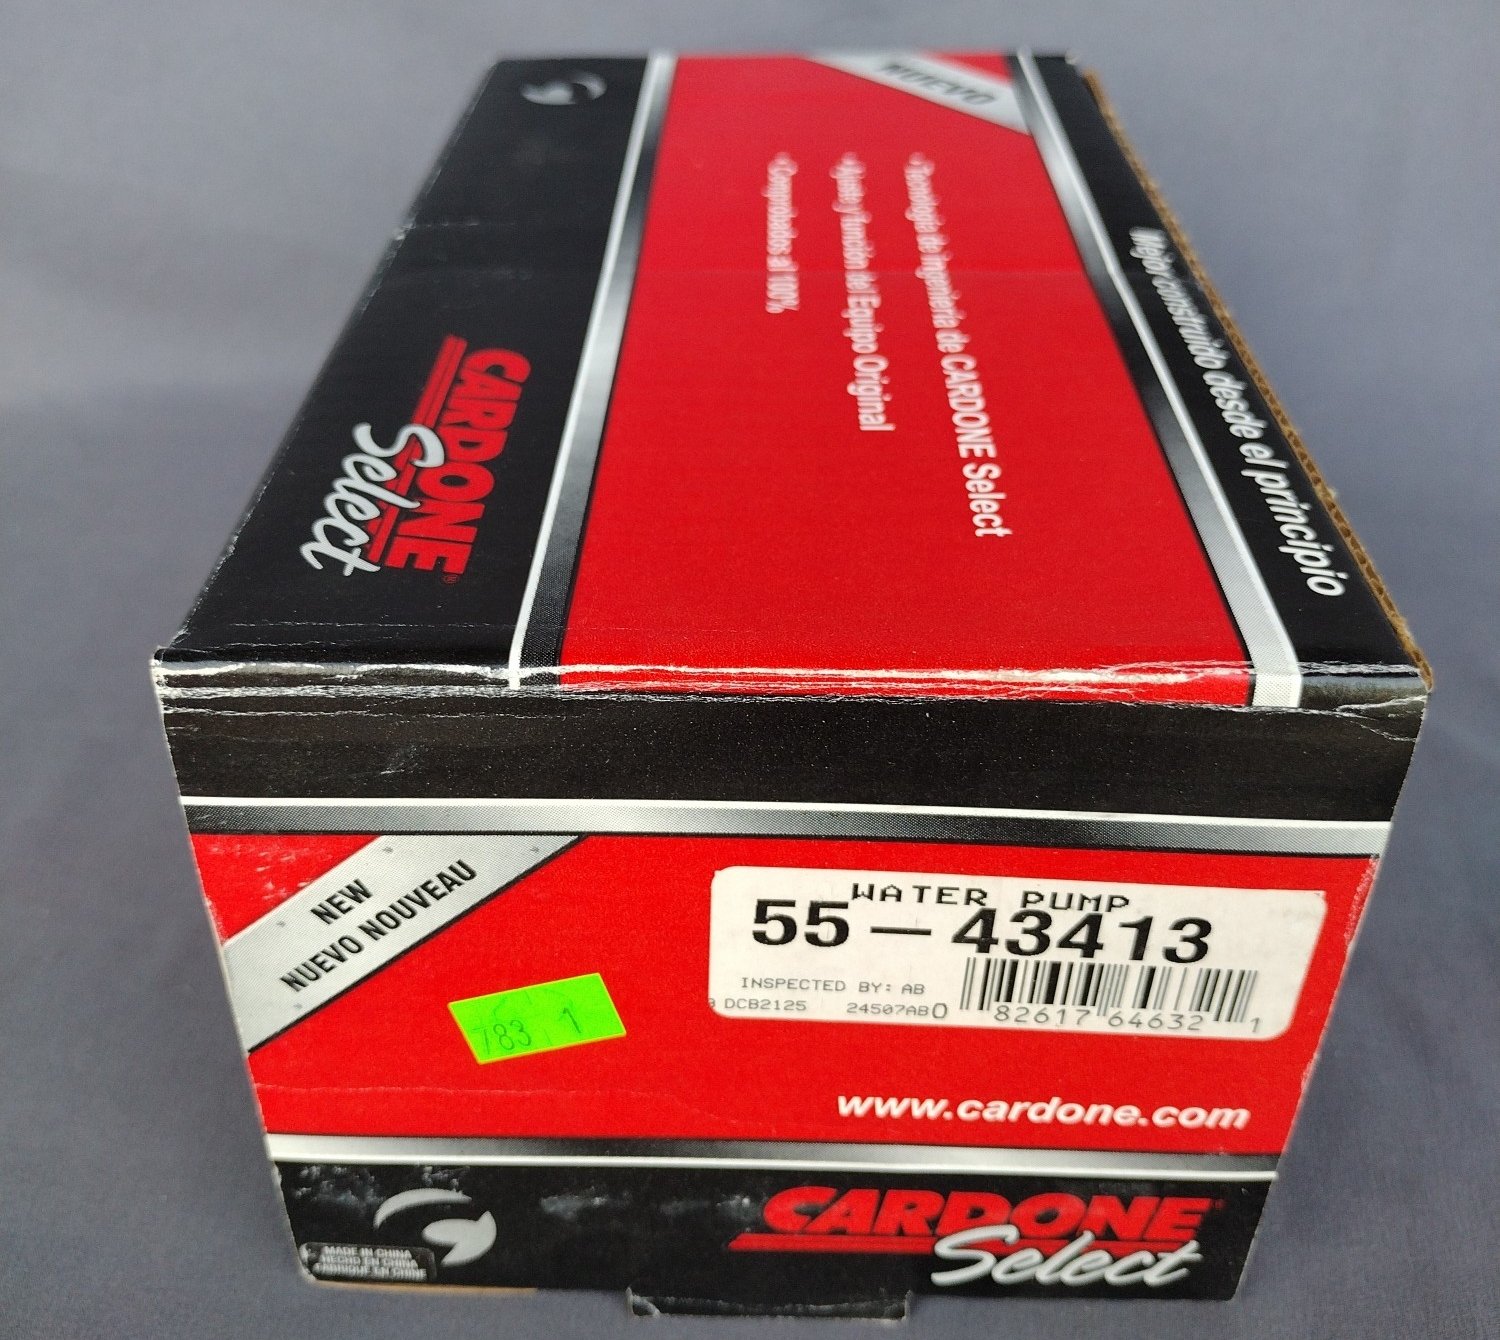 NUEVO
•Tecnología de ingeniería de CARDONE Select
•Ajuste y función del Equipo Original
•Comprobados al 100%
Mejor construido desde el principio
CARDONE®
Select
NEW
NUEVO NOUVEAU
WATER PUMP
55-43413
INSPECTED BY: AB
DCB2125 24507AB
0 82617 64632 1
783 1
www.cardone.com
CARDONE
Select
MADE IN CHINA
HECHO EN CHINA
FABRIQUÉ EN CHINE